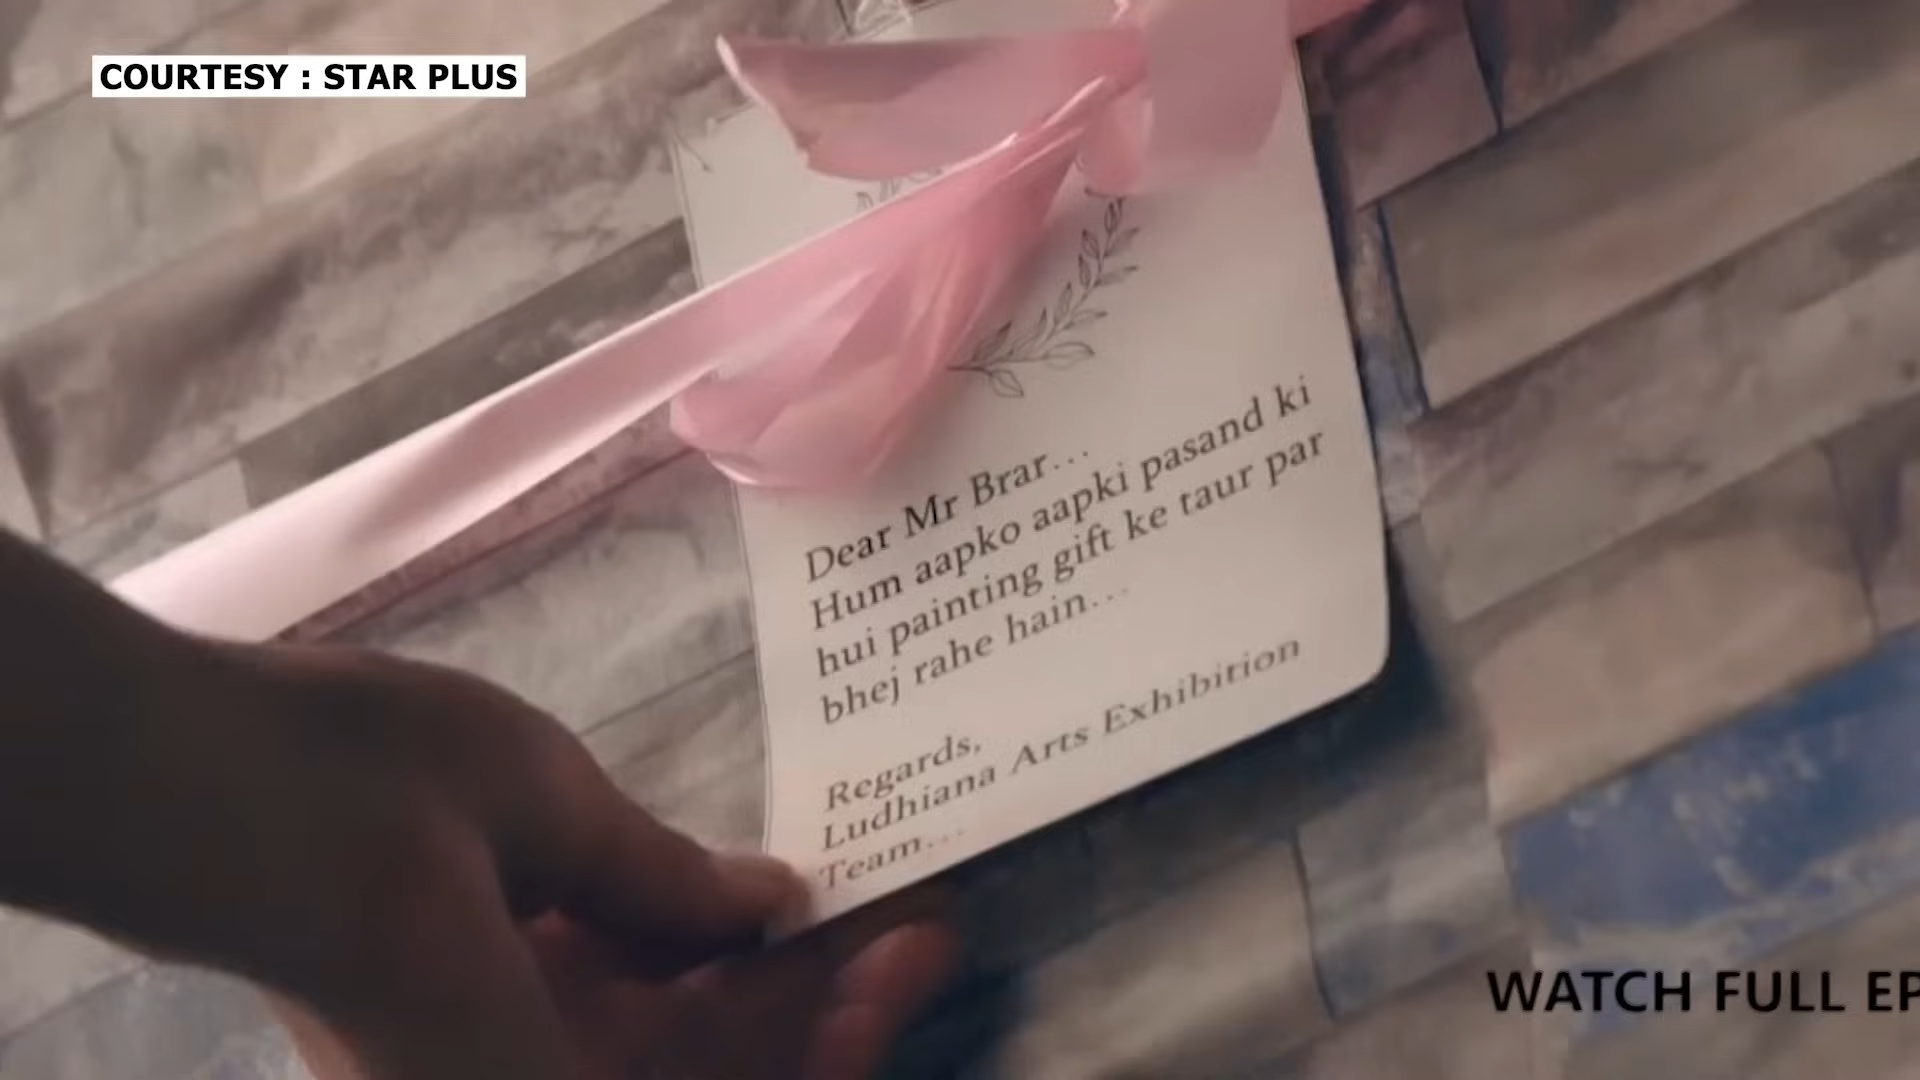 COURTESY : STAR PLUS
Dear Mr Brar...
Hum aapko aapki pasand ki
hui painting gift ke taur par
bhej rahe hain...
Regards,
Ludhiana Arts Exhibition
Team...
WATCH FULL EP